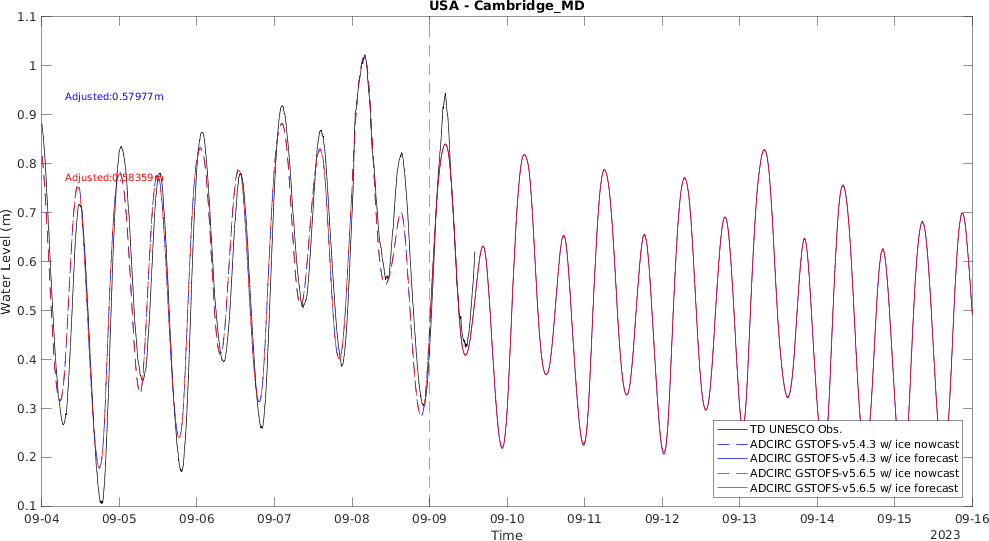 USA - Cambridge_MD
1.1
1
0.9
0.8
0.7
0.6
0.5
0.4
0.3
0.2
0.1
Water Level (m)
Adjusted:0.57977m
Adjusted:0.58359m
TD UNESCO Obs.
ADCIRC GSTOFS-v5.4.3 w/ ice nowcast
ADCIRC GSTOFS-v5.4.3 w/ ice forecast
ADCIRC GSTOFS-v5.6.5 w/ ice nowcast
ADCIRC GSTOFS-v5.6.5 w/ ice forecast
09-04 09-05 09-06 09-07 09-08 09-09 09-10 09-11 09-12 09-13 09-14 09-15 09-16
Time
2023